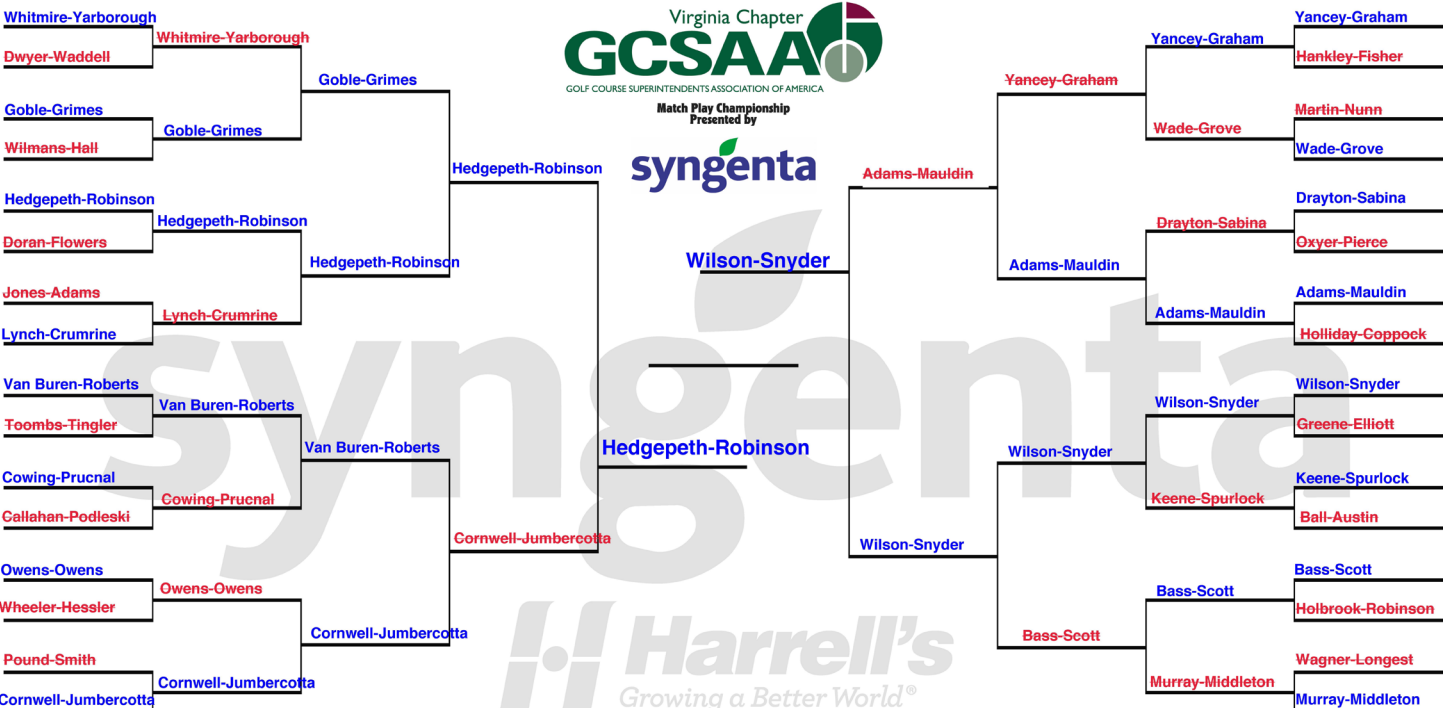 Virginia Chapter
GCSAA
GOLF COURSE SUPERINTENDENTS ASSOCIATION OF AMERICA
Match Play Championship
Presented by
syngenta
Whitmire-Yarborough
Dwyer-Waddell
Goble-Grimes
Wilmans-Hall
Hedgepeth-Robinson
Doran-Flowers
Jones-Adams
Lynch-Crumrine
Van Buren-Roberts
Toombs-Tingler
Cowing-Prucnal
Callahan-Podleski
Owens-Owens
Wheeler-Hessler
Pound-Smith
Cornwell-Jumbercotta
Whitmire-Yarborough
Goble-Grimes
Hedgepeth-Robinson
Lynch-Crumrine
Van Buren-Roberts
Cowing-Prucnal
Owens-Owens
Cornwell-Jumbercotta
Goble-Grimes
Hedgepeth-Robinson
Van Buren-Roberts
Cornwell-Jumbercotta
Hedgepeth-Robinson
Cornwell-Jumbercotta
Hedgepeth-Robinson
Wilson-Snyder
Adams-Mauldin
Wilson-Snyder
Yancey-Graham
Adams-Mauldin
Wilson-Snyder
Bass-Scott
Yancey-Graham
Wade-Grove
Drayton-Sabina
Adams-Mauldin
Wilson-Snyder
Keene-Spurlock
Bass-Scott
Murray-Middleton
Yancey-Graham
Hankley-Fisher
Martin-Nunn
Wade-Grove
Drayton-Sabina
Oxyer-Pierce
Adams-Mauldin
Holliday-Coppock
Wilson-Snyder
Greene-Elliott
Keene-Spurlock
Ball-Austin
Bass-Scott
Holbrook-Robinson
Wagner-Longest
Murray-Middleton
syngenta
Harrell's
Growing a Better World®